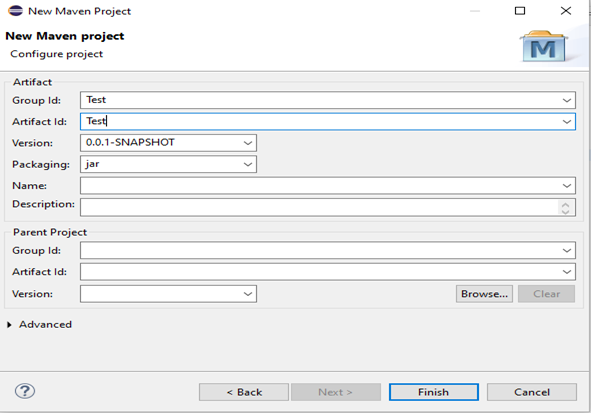 New Maven Project
New Maven project
Configure project
M
Artifact
Group Id: Test
Artifact Id: Test
Version: 0.0.1-SNAPSHOT
Packaging: jar
Name:
Description:
Parent Project
Group Id:
Artifact Id:
Version: Browse... Clear
Advanced
? < Back Next > Finish Cancel